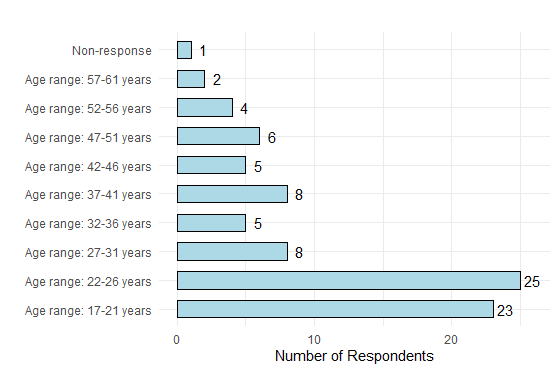 Non-response 1
Age range: 57-61 years 2
Age range: 52-56 years 4
Age range: 47-51 years 6
Age range: 42-46 years 5
Age range: 37-41 years 8
Age range: 32-36 years 5
Age range: 27-31 years 8
Age range: 22-26 years 25
Age range: 17-21 years 23
0 10 20
Number of Respondents